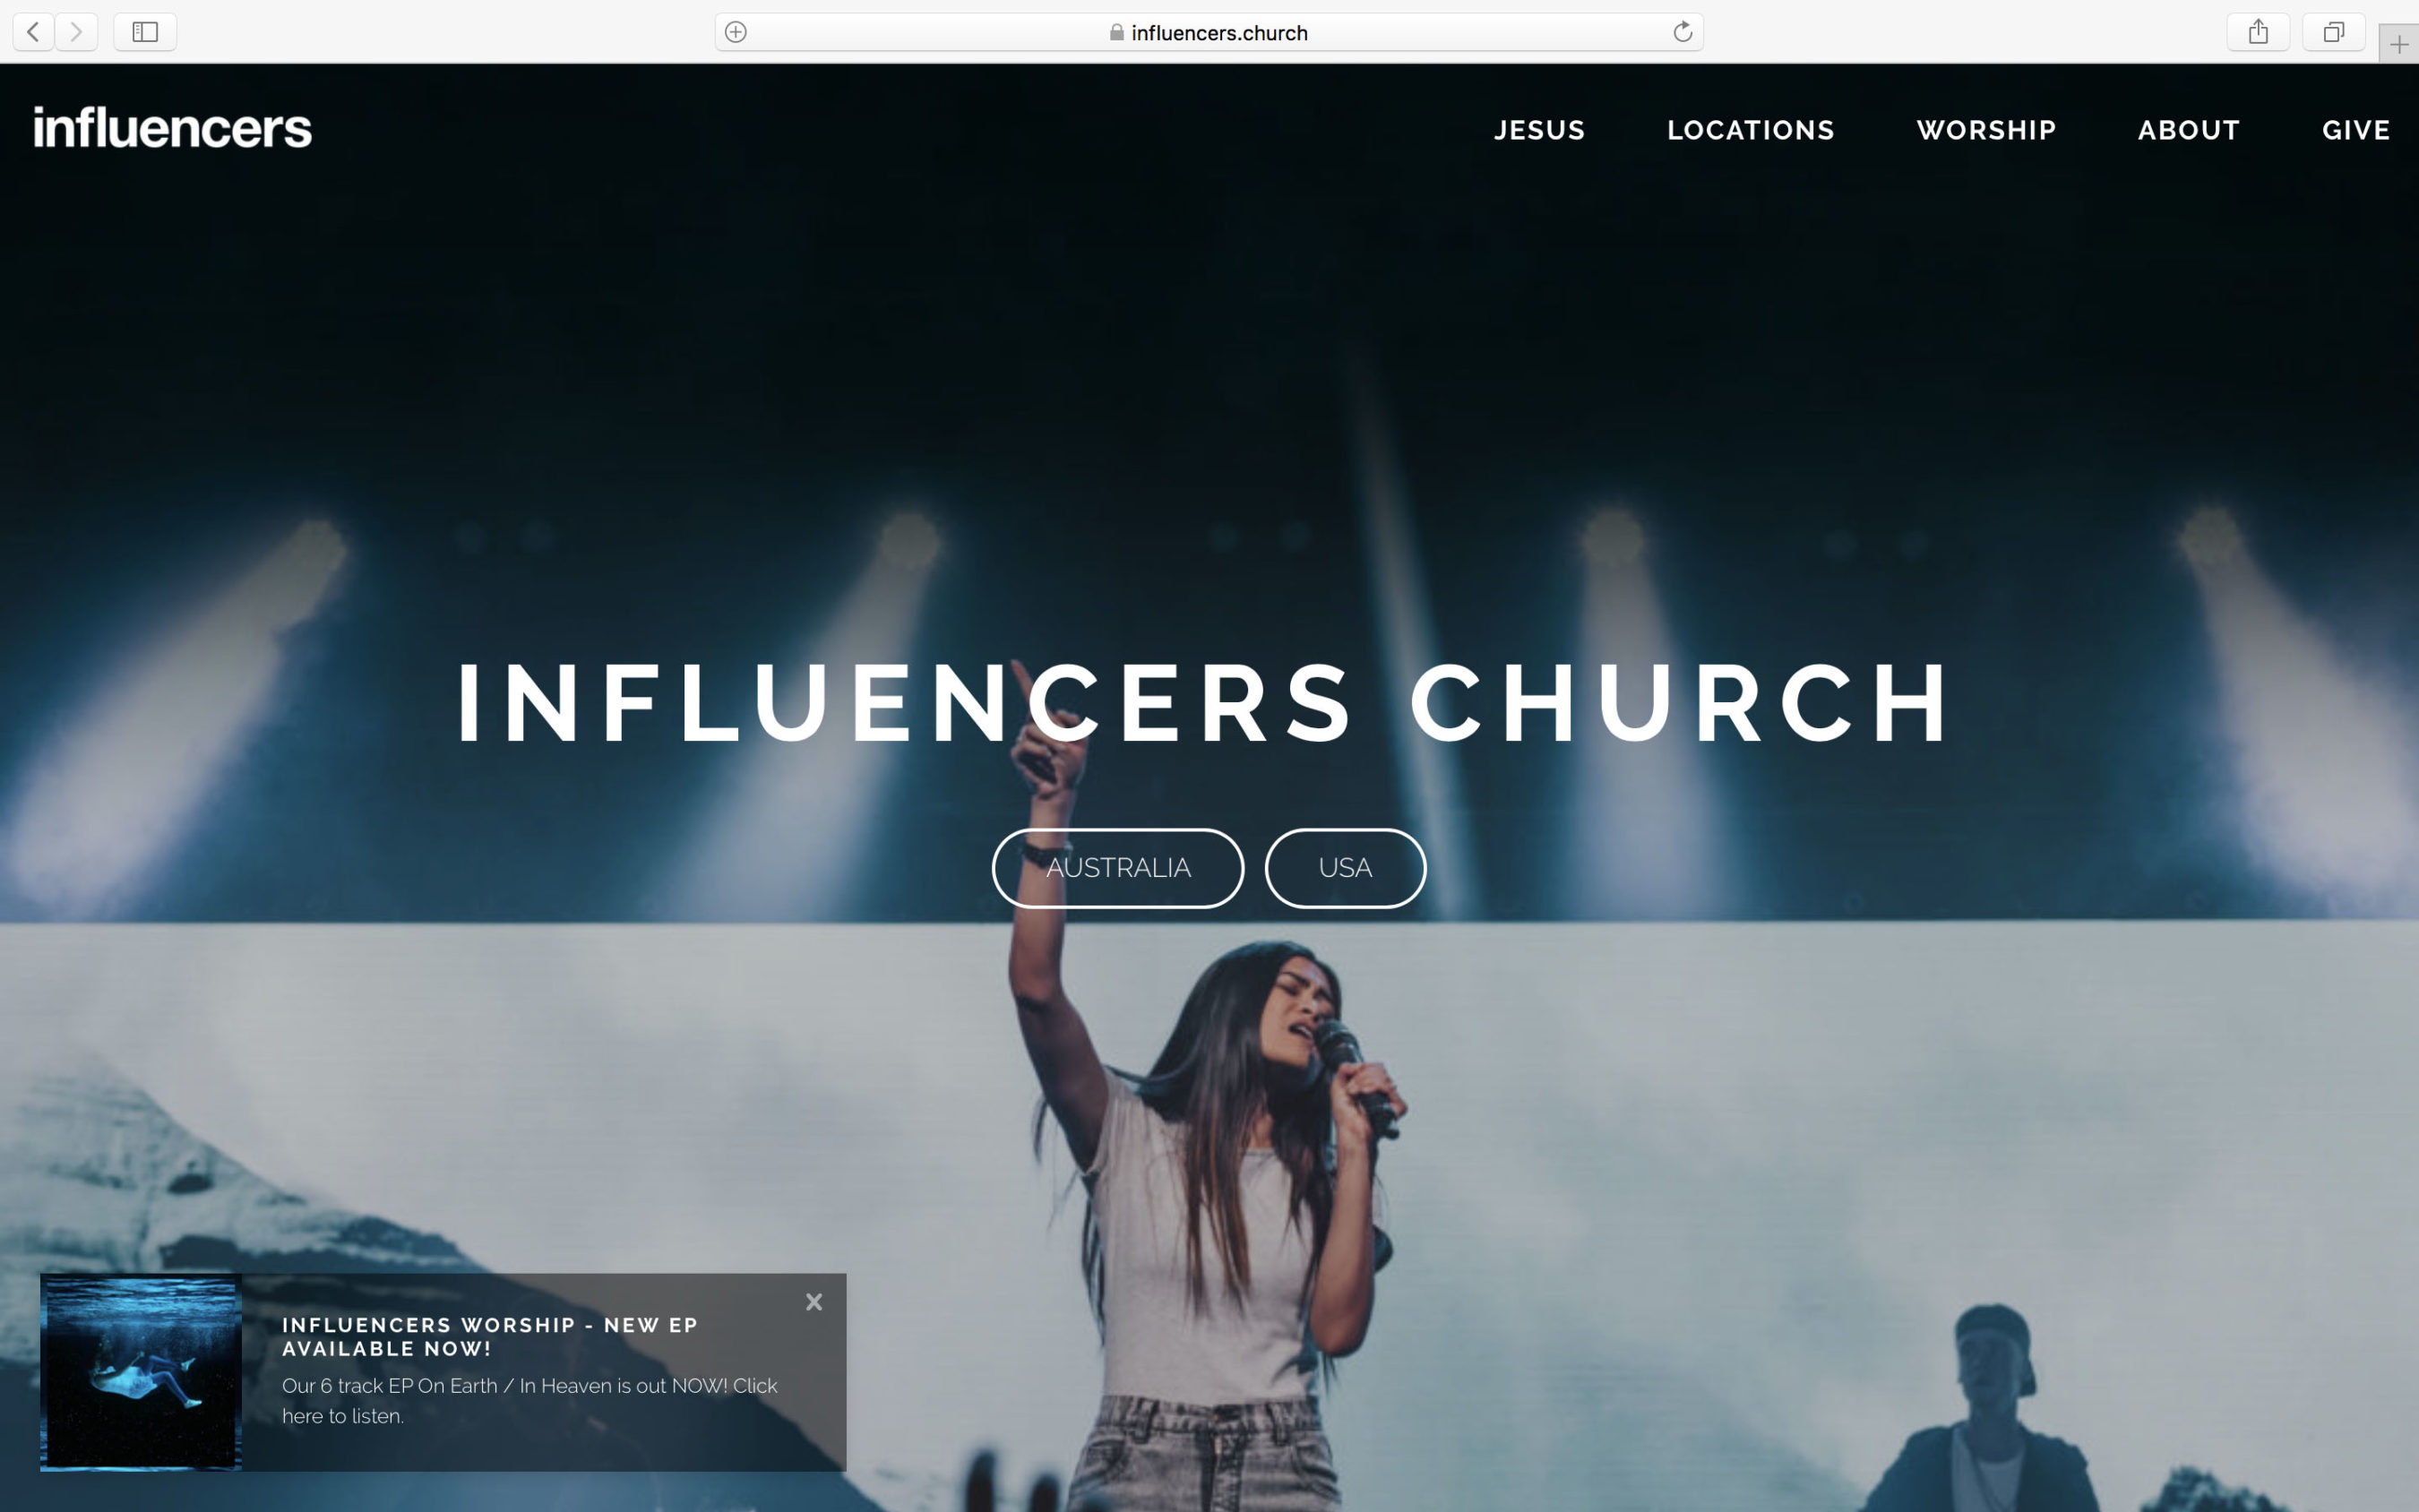 influencers.church
influencers
JESUS LOCATIONS WORSHIP ABOUT GIVE
INFLUENCERS CHURCH
AUSTRALIA USA
INFLUENCERS WORSHIP - NEW EP
AVAILABLE NOW!
Our 6 track EP On Earth / In Heaven is out NOW! Click
here to listen.